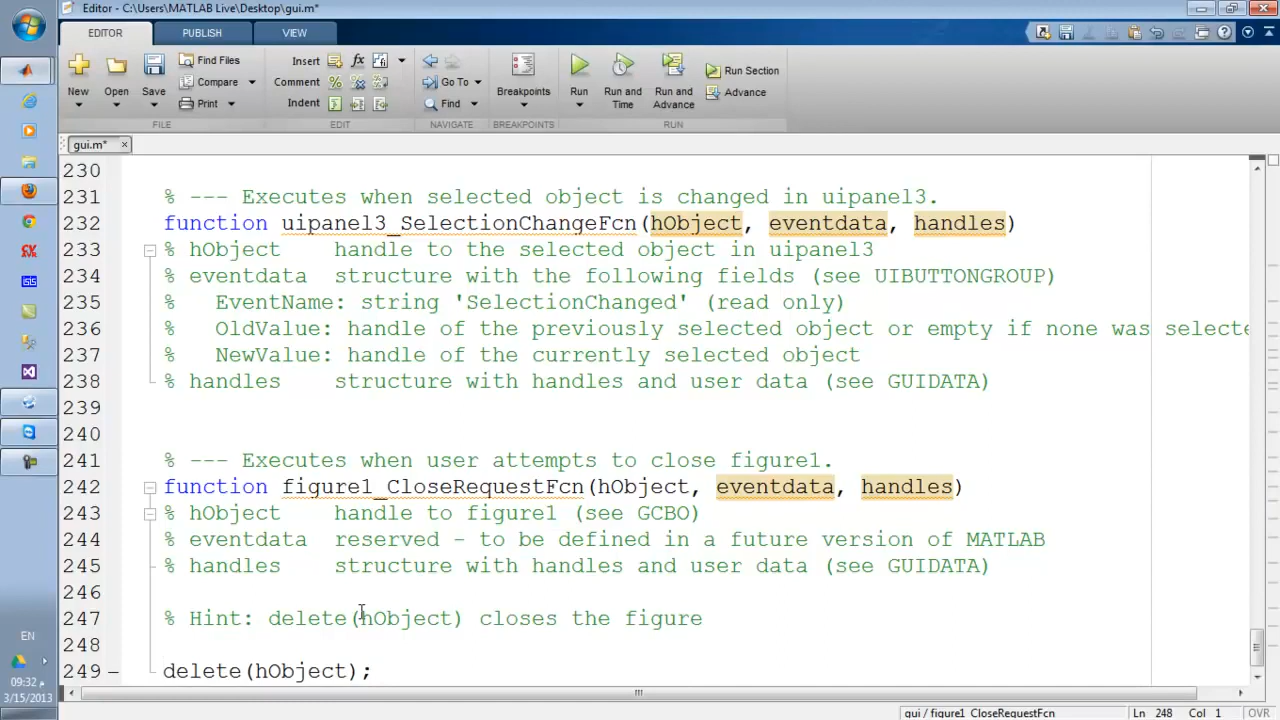 Editor - C:\Users\MATLAB Live\Desktop\gui.m*
EDITOR PUBLISH VIEW
New Open Save
Find Files
Compare
Print
FILE
Insert fx
Comment
Indent
EDIT
Go To
Find
NAVIGATE
Breakpoints
BREAKPOINTS
Run Run and Time Run and Advance
Run Section
Advance
RUN
gui.m*
230
231 % --- Executes when selected object is changed in uipanel3.
232 function uipanel3_SelectionChangeFcn(hObject, eventdata, handles)
233 % hObject    handle to the selected object in uipanel3
234 % eventdata  structure with the following fields (see UIBUTTONGROUP)
235 %   EventName: string 'SelectionChanged' (read only)
236 %   OldValue: handle of the previously selected object or empty if none was selecte
237 %   NewValue: handle of the currently selected object
238 % handles    structure with handles and user data (see GUIDATA)
239
240
241 % --- Executes when user attempts to close figure1.
242 function figure1_CloseRequestFcn(hObject, eventdata, handles)
243 % hObject    handle to figure1 (see GCBO)
244 % eventdata  reserved - to be defined in a future version of MATLAB
245 % handles    structure with handles and user data (see GUIDATA)
246
247 % Hint: delete(hObject) closes the figure
248
249 delete(hObject);
EN
09:32 م
3/15/2013
gui / figure1_CloseRequestFcn Ln 248 Col 1 OVR